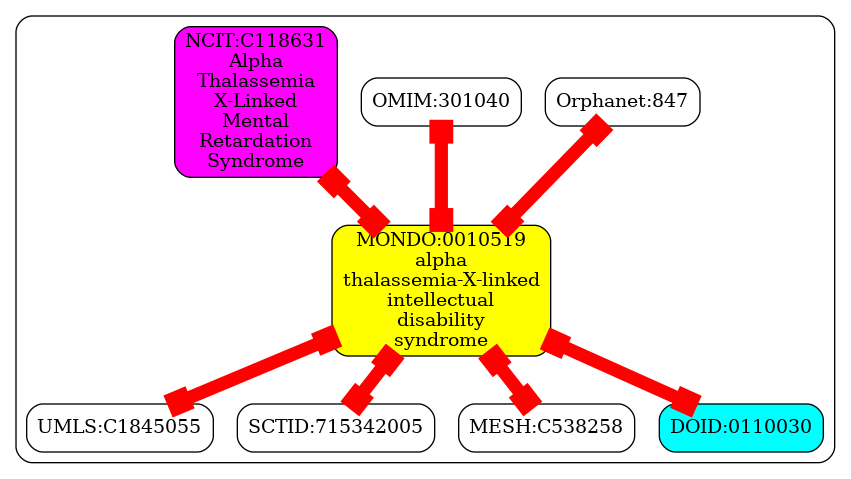 NCIT:C118631
Alpha
Thalassemia
X-Linked
Mental
Retardation
Syndrome
OMIM:301040
Orphanet:847
MONDO:0010519
alpha
thalassemia-X-linked
intellectual
disability
syndrome
UMLS:C1845055
SCTID:715342005
MESH:C538258
DOID:0110030